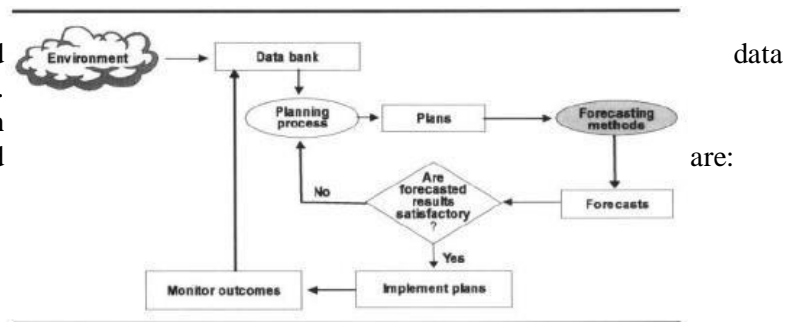 Environment
Data bank
data
Planning
process
Plans
Forecasting
methods
are:
Are
forecasted
results
satisfactory
?
No
Forecasts
Yes
Monitor outcomes
Implement plans